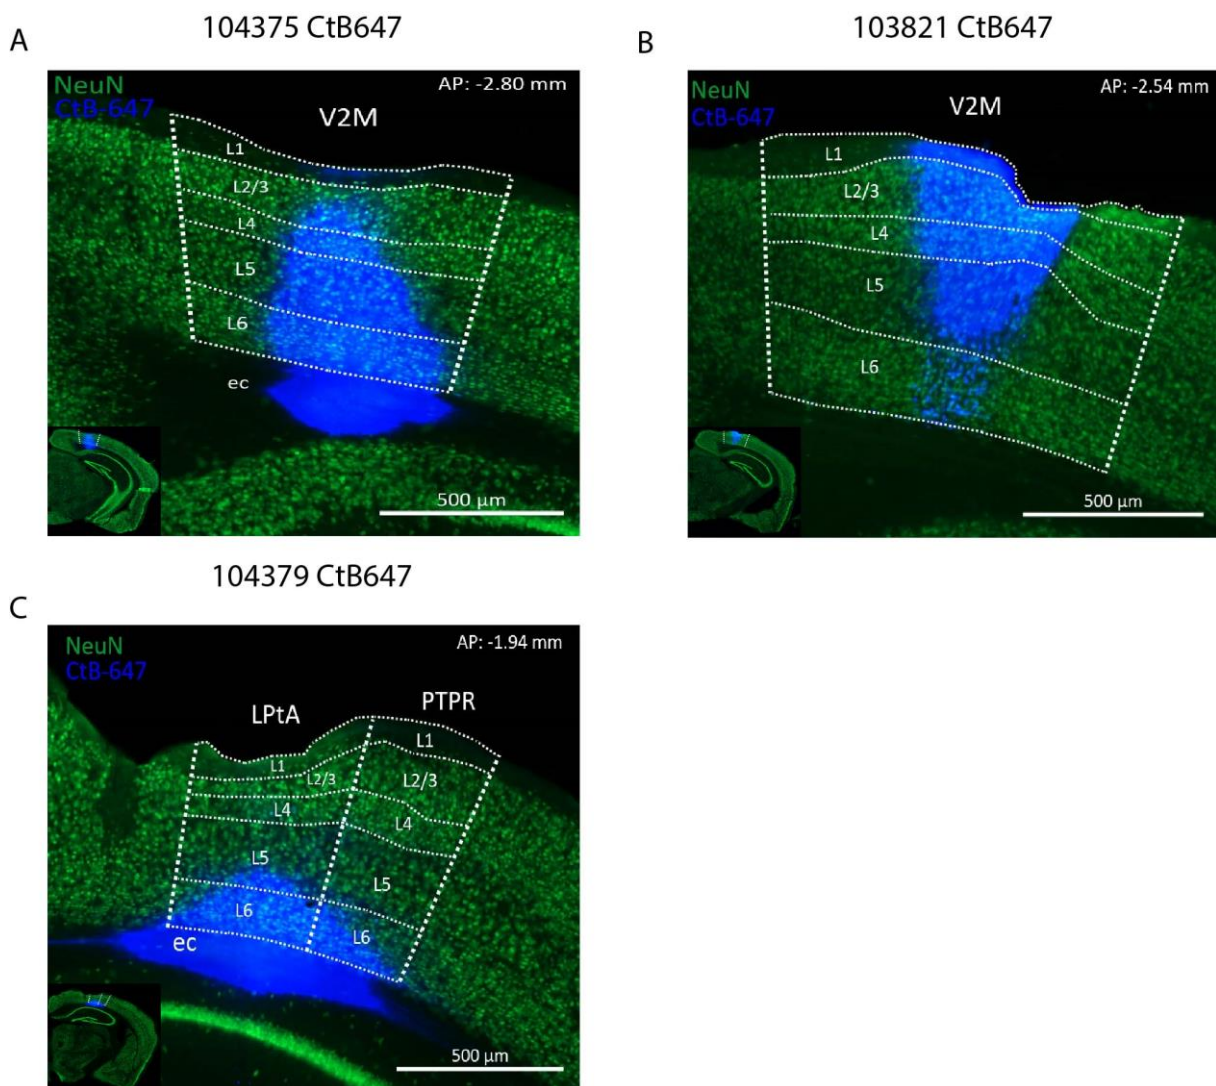 A
104375 CtB647
NeuN
CtB-647
AP: -2.80 mm
V2M
L1
L2/3
L4
L5
L6
ec
500 µm
B
103821 CtB647
NeuN
CtB-647
AP: -2.54 mm
V2M
L1
L2/3
L4
L5
L6
500 µm
C
104379 CtB647
NeuN
CtB-647
AP: -1.94 mm
LPtA
PTPR
L1
L1
L2/3
L2/3
L4
L4
L5
L5
L6
L6
ec
500 µm